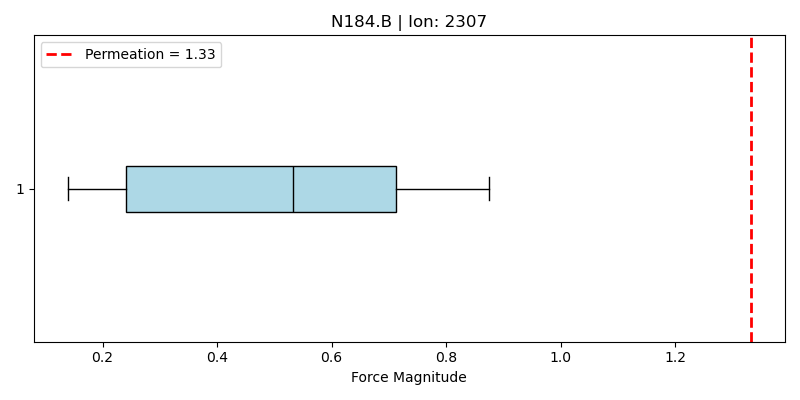 N184.B | Ion: 2307
Permeation = 1.33
1
0.2 0.4 0.6 0.8 1.0 1.2
Force Magnitude